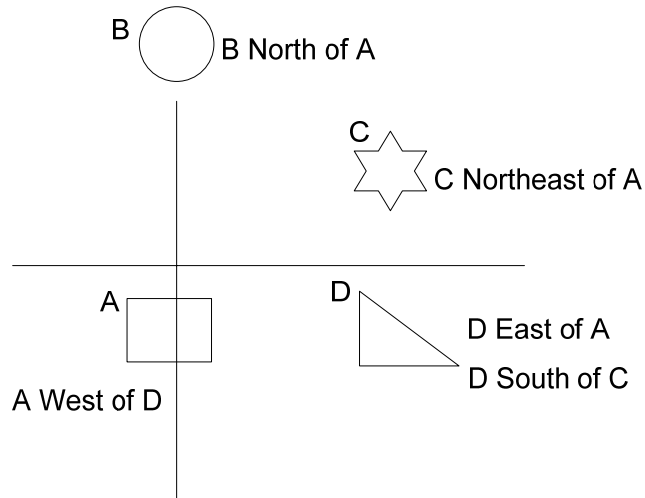 B
B North of A
C
C Northeast of A
A
D
D East of A
D South of C
A West of D